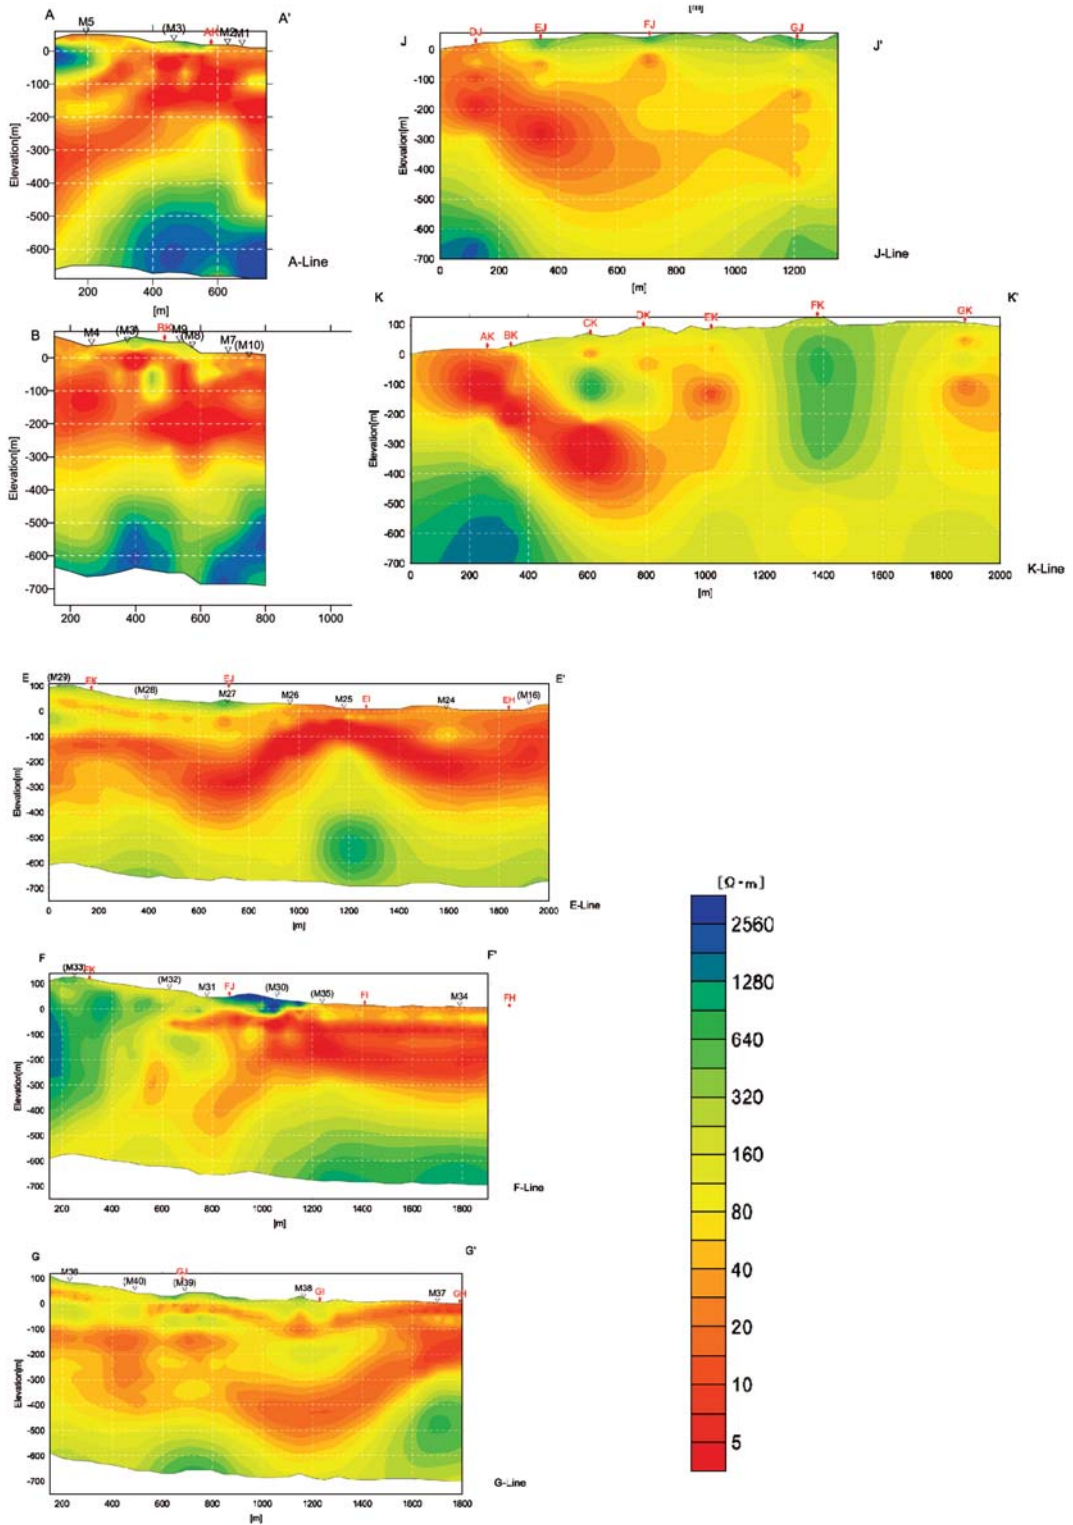 A M5 (M3) AK M2 M1 A'
0
-100
-200
-300
-400
-500
-600
Elevation[m]
200 400 600
[m]
A-Line
[m]
J DJ EJ FJ GJ J'
0
-100
-200
-300
-400
-500
-600
-700
Elevation[m]
0 200 400 600 800 1000 1200
[m]
J-Line
B M4 (M3) BK M9 (M8) M7 (M10)
0
-100
-200
-300
-400
-500
-600
-700
Elevation[m]
200 400 600 800 1000
K AK BK CK DK EK FK GK K'
100
0
-100
-200
-300
-400
-500
-600
-700
Elevation[m]
0 200 400 600 800 1000 1200 1400 1600 1800 2000
[m]
K-Line
E (M29) EK (M28) EJ M27 M26 M25 EI M24 EH (M16) E'
100
0
-100
-200
-300
-400
-500
-600
-700
Elevation[m]
0 200 400 600 800 1000 1200 1400 1600 1800 2000
[m]
E-Line
F (M33) FK (M32) M31 FJ (M30) (M35) FI M34 FH F'
100
0
-100
-200
-300
-400
-500
-600
-700
Elevation[m]
200 400 600 800 1000 1200 1400 1600 1800
[m]
F-Line
G M36 (M40) GJ (M39) M38 GI M37 GH G'
100
0
-100
-200
-300
-400
-500
-600
-700
Elevation[m]
200 400 600 800 1000 1200 1400 1600 1800
[m]
G-Line
[Ω-m]
2560
1280
640
320
160
80
40
20
10
5